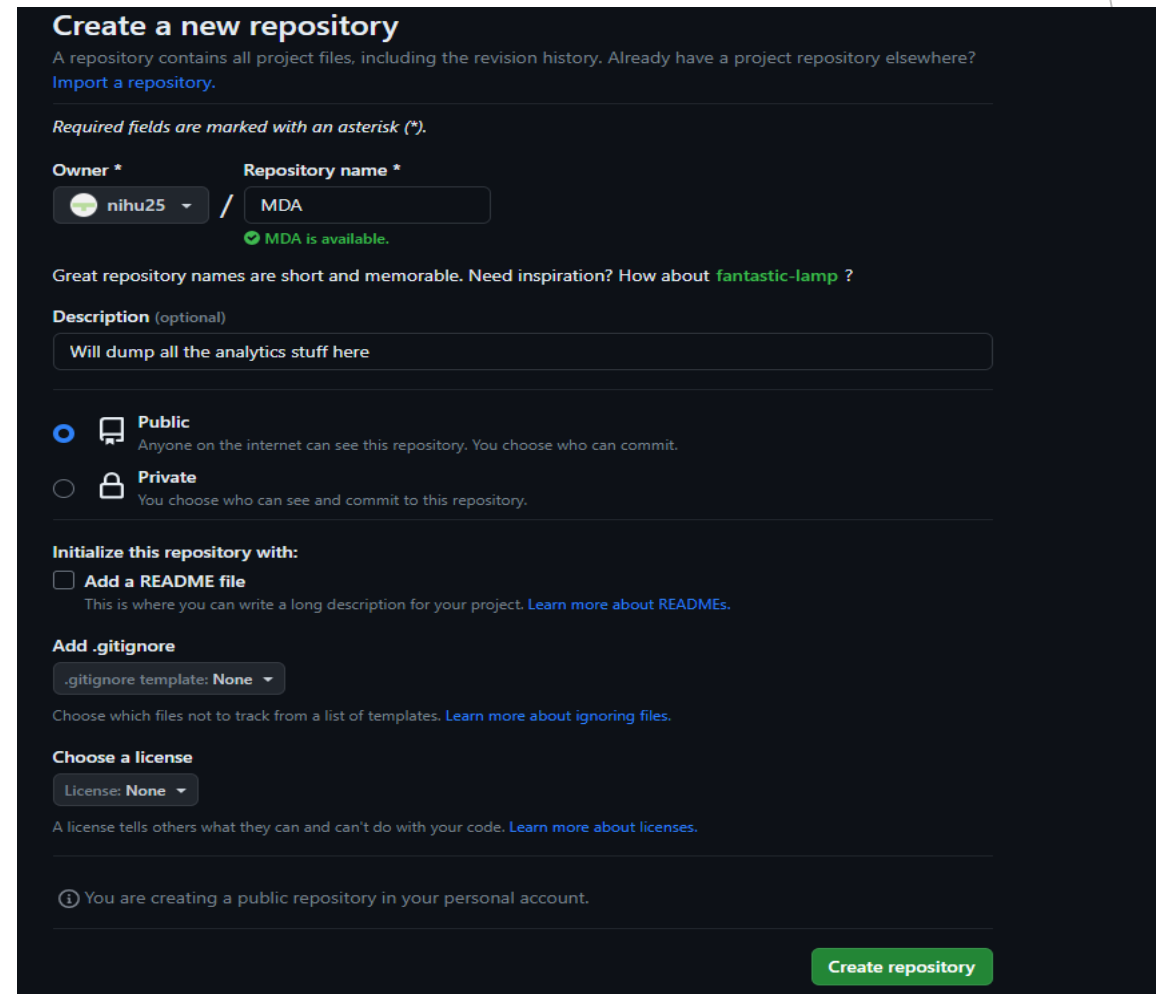 Create a new repository
A repository contains all project files, including the revision history. Already have a project repository elsewhere?
Import a repository.
Required fields are marked with an asterisk (*).
Owner * Repository name *
nihu25 / MDA
MDA is available.
Great repository names are short and memorable. Need inspiration? How about fantastic-lamp ?
Description (optional)
Will dump all the analytics stuff here
Public
Anyone on the internet can see this repository. You choose who can commit.
Private
You choose who can see and commit to this repository.
Initialize this repository with:
Add a README file
This is where you can write a long description for your project. Learn more about READMEs.
Add .gitignore
.gitignore template: None
Choose which files not to track from a list of templates. Learn more about ignoring files.
Choose a license
License: None
A license tells others what they can and can't do with your code. Learn more about licenses.
You are creating a public repository in your personal account.
Create repository